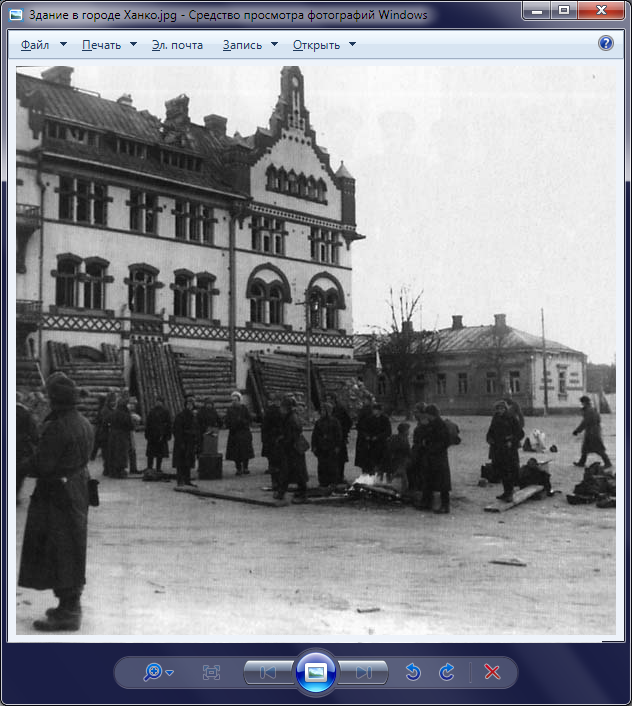 Здание в городе Ханко.jpg - Средство просмотра фотографий Windows
Файл Печать Эл. почта Запись Открыть